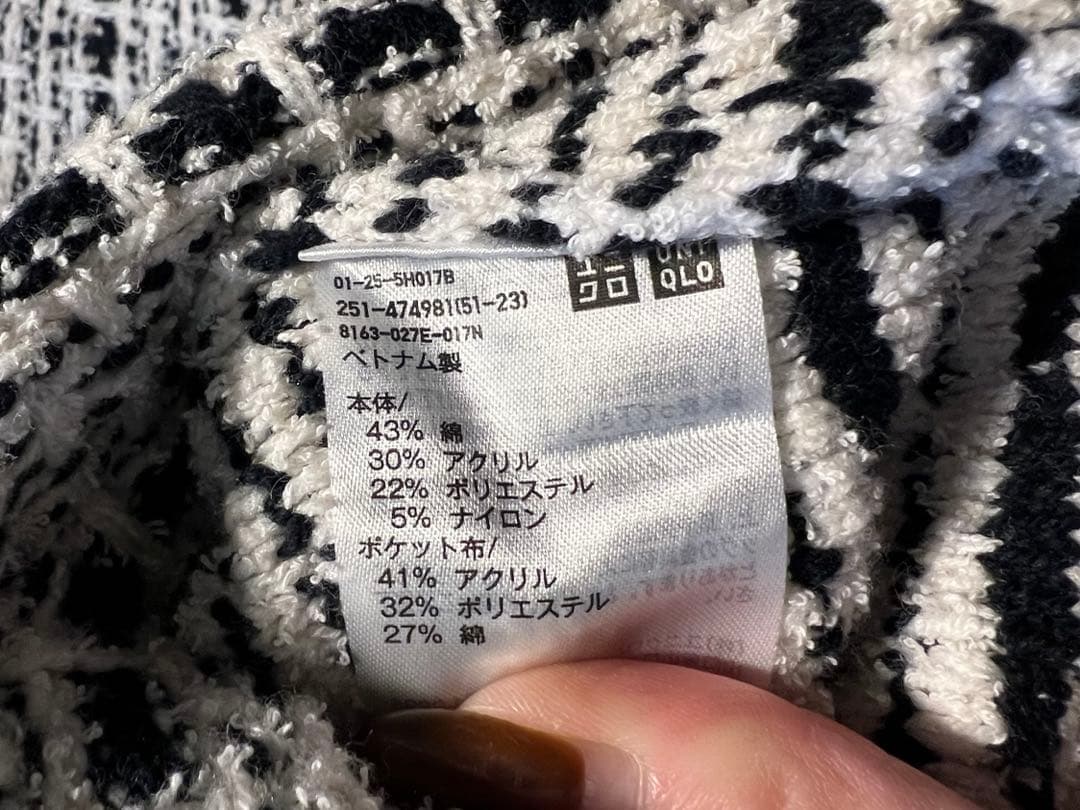 01-25-5H017B
251-474981(51-23)
8163-027E-017N
ベトナム製
ユニクロ
UNI
QLO
本体/
43% 綿
30% アクリル
22% ポリエステル
5% ナイロン
ポケット布/
41% アクリル
32% ポリエステル
27% 綿